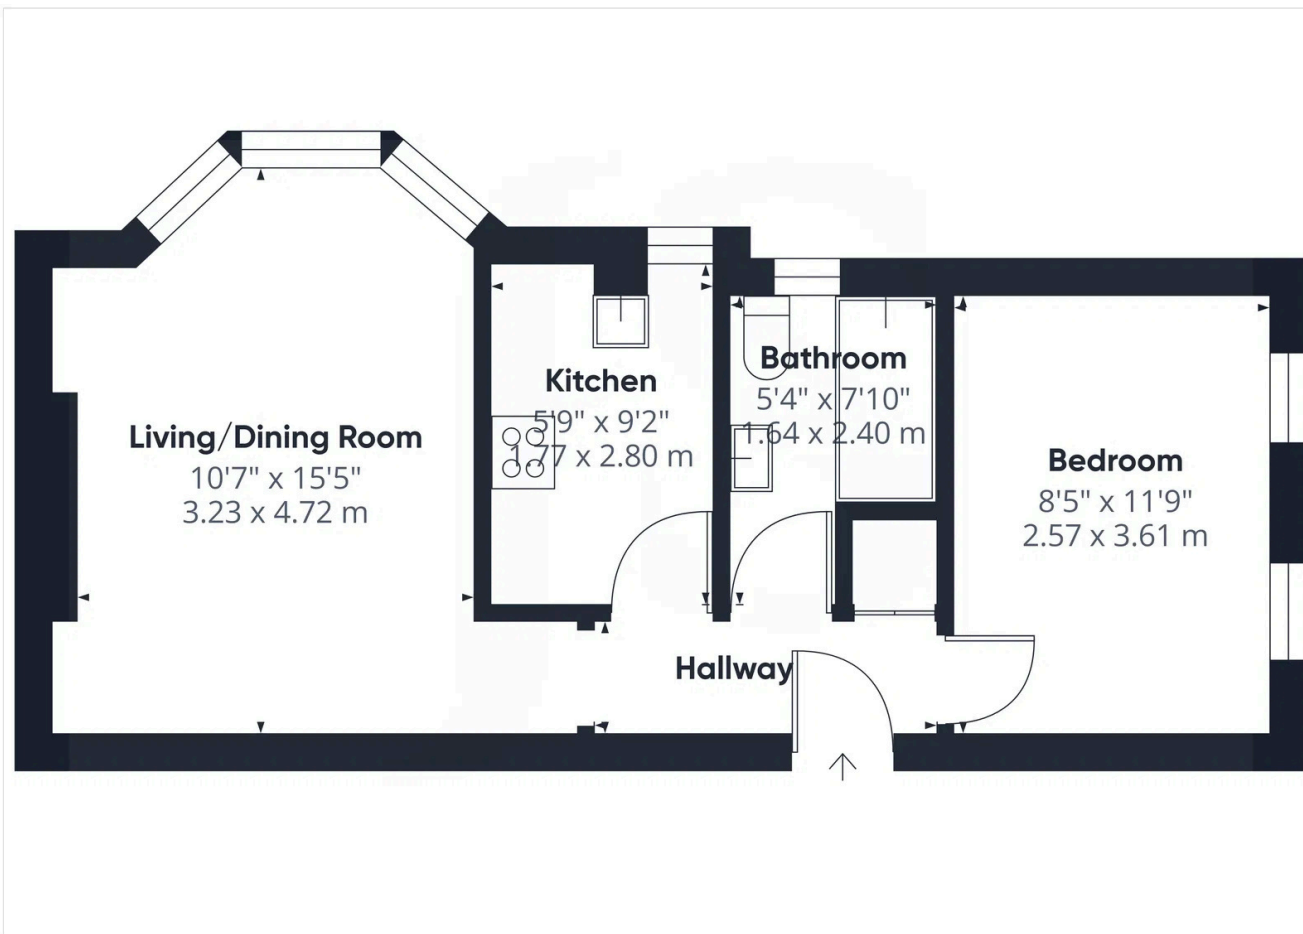 Living/Dining Room
10'7" x 15'5"
3.23 x 4.72 m
Kitchen
5'9" x 9'2"
1.77 x 2.80 m
Bathroom
5'4" x 7'10"
1.64 x 2.40 m
Bedroom
8'5" x 11'9"
2.57 x 3.61 m
Hallway